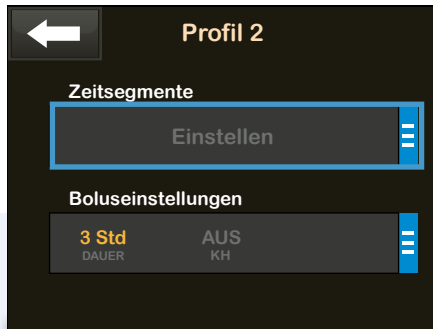 Profil 2
Zeitsegmente
Einstellen
Boluseinstellungen
3 Std AUS
DAUER KH